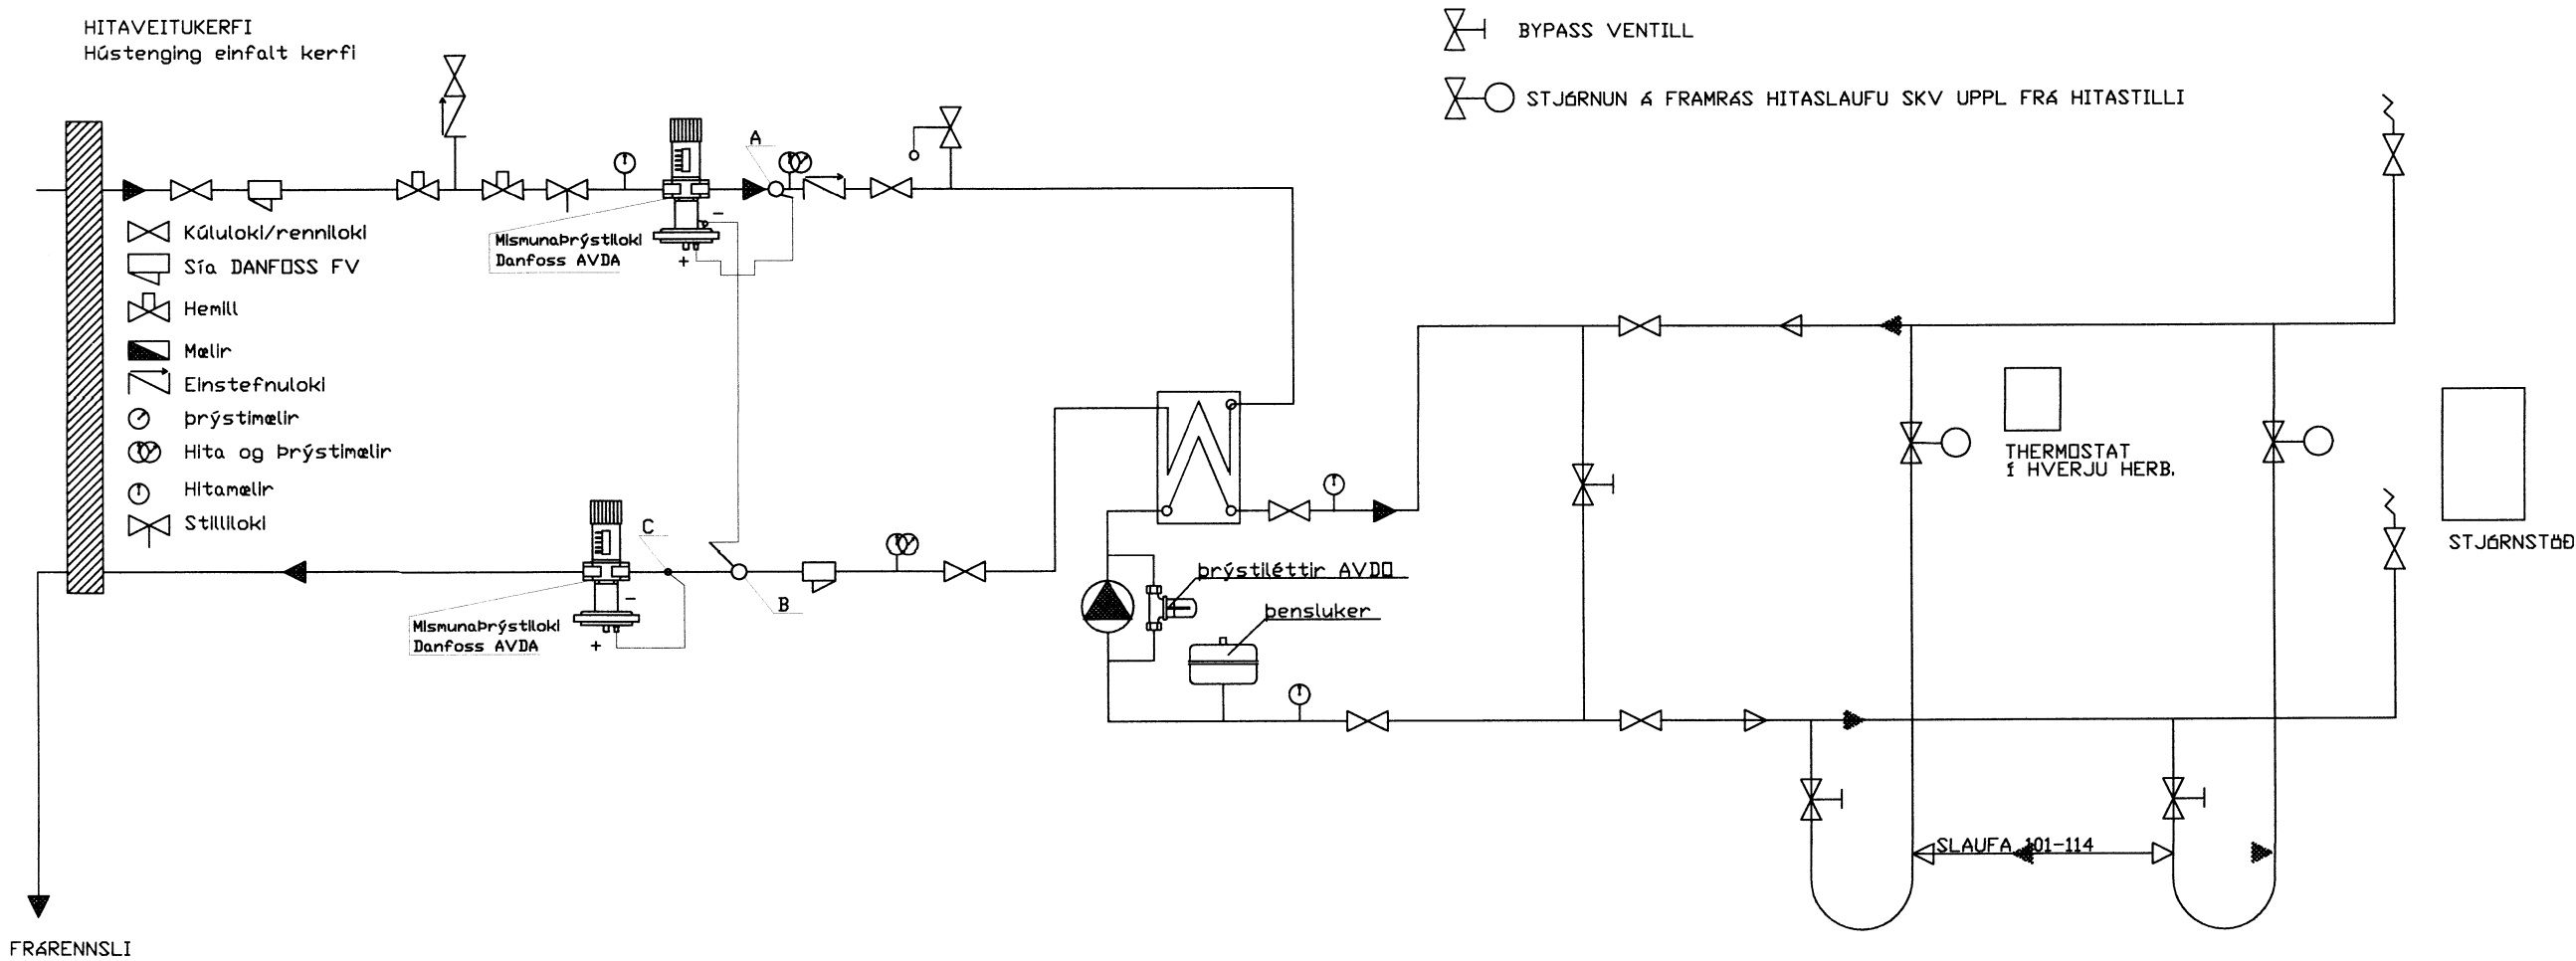 HITAVEITUKERFI
Hústenging einfalt kerfi
BYPASS VENTILL
STJÓRNUN Á FRAMRÁS HITASLAUFU SKV UPPL FRÁ HITASTILLI
A
Kúluloki/renniloki
Sía DANFOSS FV
Hemill
Mælir
Einstefnuloki
Þrýstimælir
Hita og Þrýstimælir
Hitamælir
Stilliloki
-
+
MismunaÞrýstiloki
Danfoss AVDA
THERMOSTAT
Í HVERJU HERB.
STJÓRNSTÖÐ
C
B
-
+
MismunaÞrýstiloki
Danfoss AVDA
Þrýstiléttir AVDO
Þensluker
SLAUFA 101-114
FRÁRENNSLI